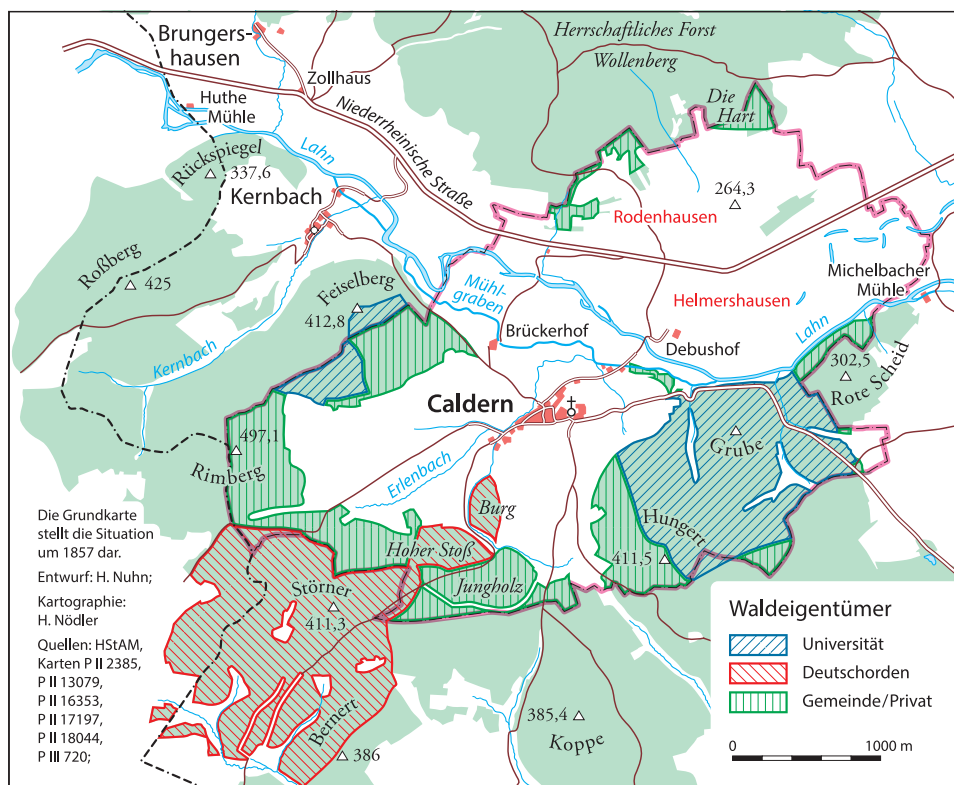 Brungers-
hausen
Zollhaus
Huthe
Mühle
Niederrheinische Straße
Herrschaftliches Forst
Wollenberg
Die
Hart
Rückspiegel
337,6
Lahn
Kernbach
264,3
Rodenhausen
Roßberg
425
Feiselberg
412,8
Mühl-
graben
Michelbacher
Mühle
Helmershausen
Lahn
Kernbach
Brückerhof
Debushof
302,5
Rote Scheid
Caldern
497,1
Rimberg
Grube
Erlenbach
Burg
Hungert
Hoher Stoß
411,5
Jungholz
Störner
411,3
Bernert
386
385,4
Koppe
Die Grundkarte
stellt die Situation
um 1857 dar.
Entwurf: H. Nuhn;
Kartographie:
H. Nödler
Quellen: HStAM,
Karten P II 2385,
P II 13079,
P II 16353,
P II 17197,
P II 18044,
P III 720;
Waldeigentümer
Universität
Deutschorden
Gemeinde/Privat
0 1000 m